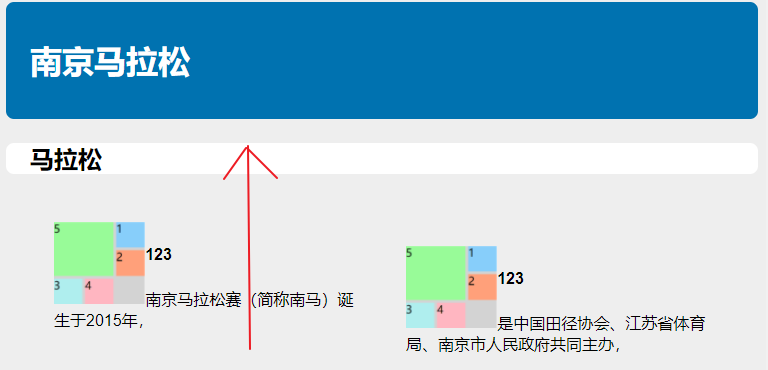 南京马拉松
马拉松
5 1
2
3 4
123
南京马拉松赛（简称南马）诞
生于2015年，
5 1
2
3 4
123
是中国田径协会、江苏省体育
局、南京市人民政府共同主办，